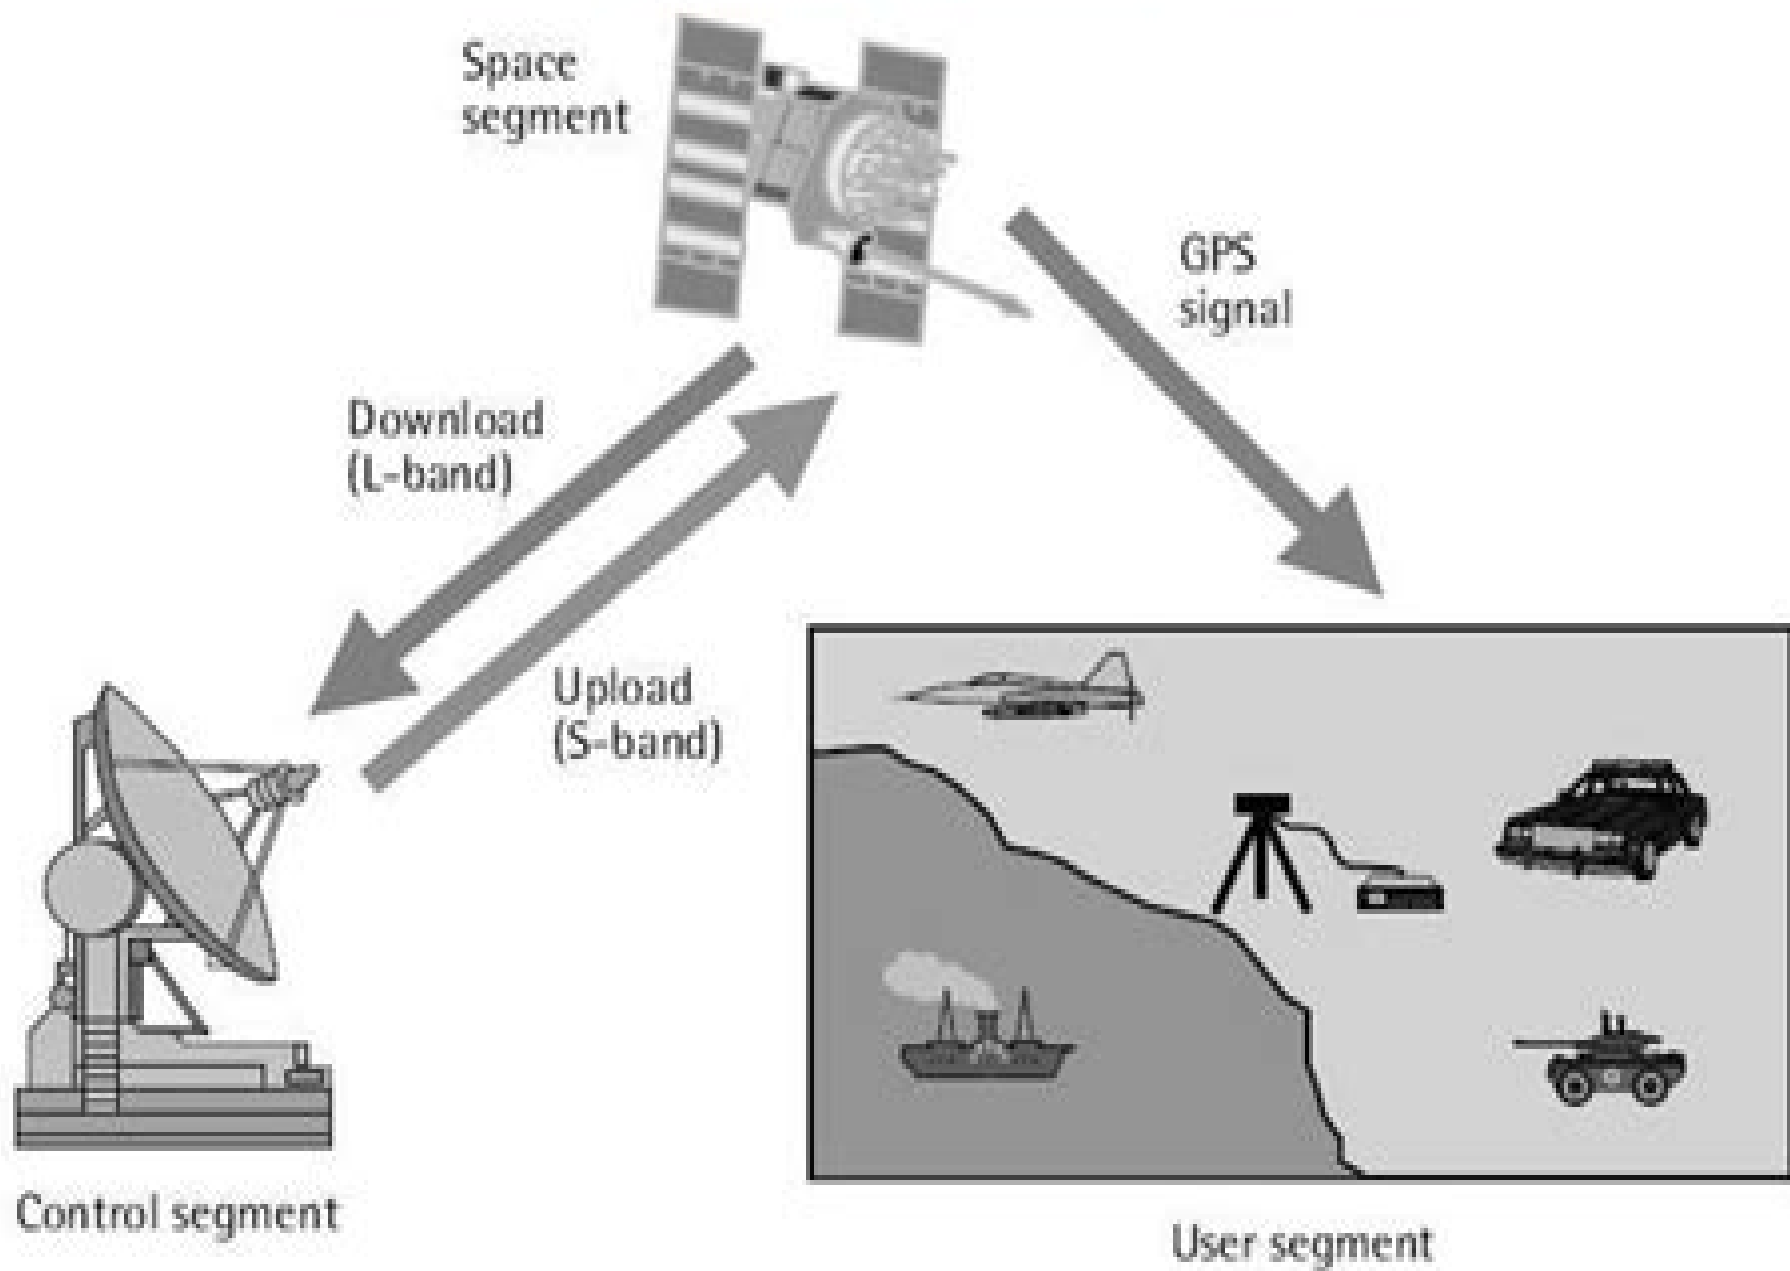 Space
segment
GPS
signal
Download
(L-band)
Upload
(S-band)
Control segment
User segment